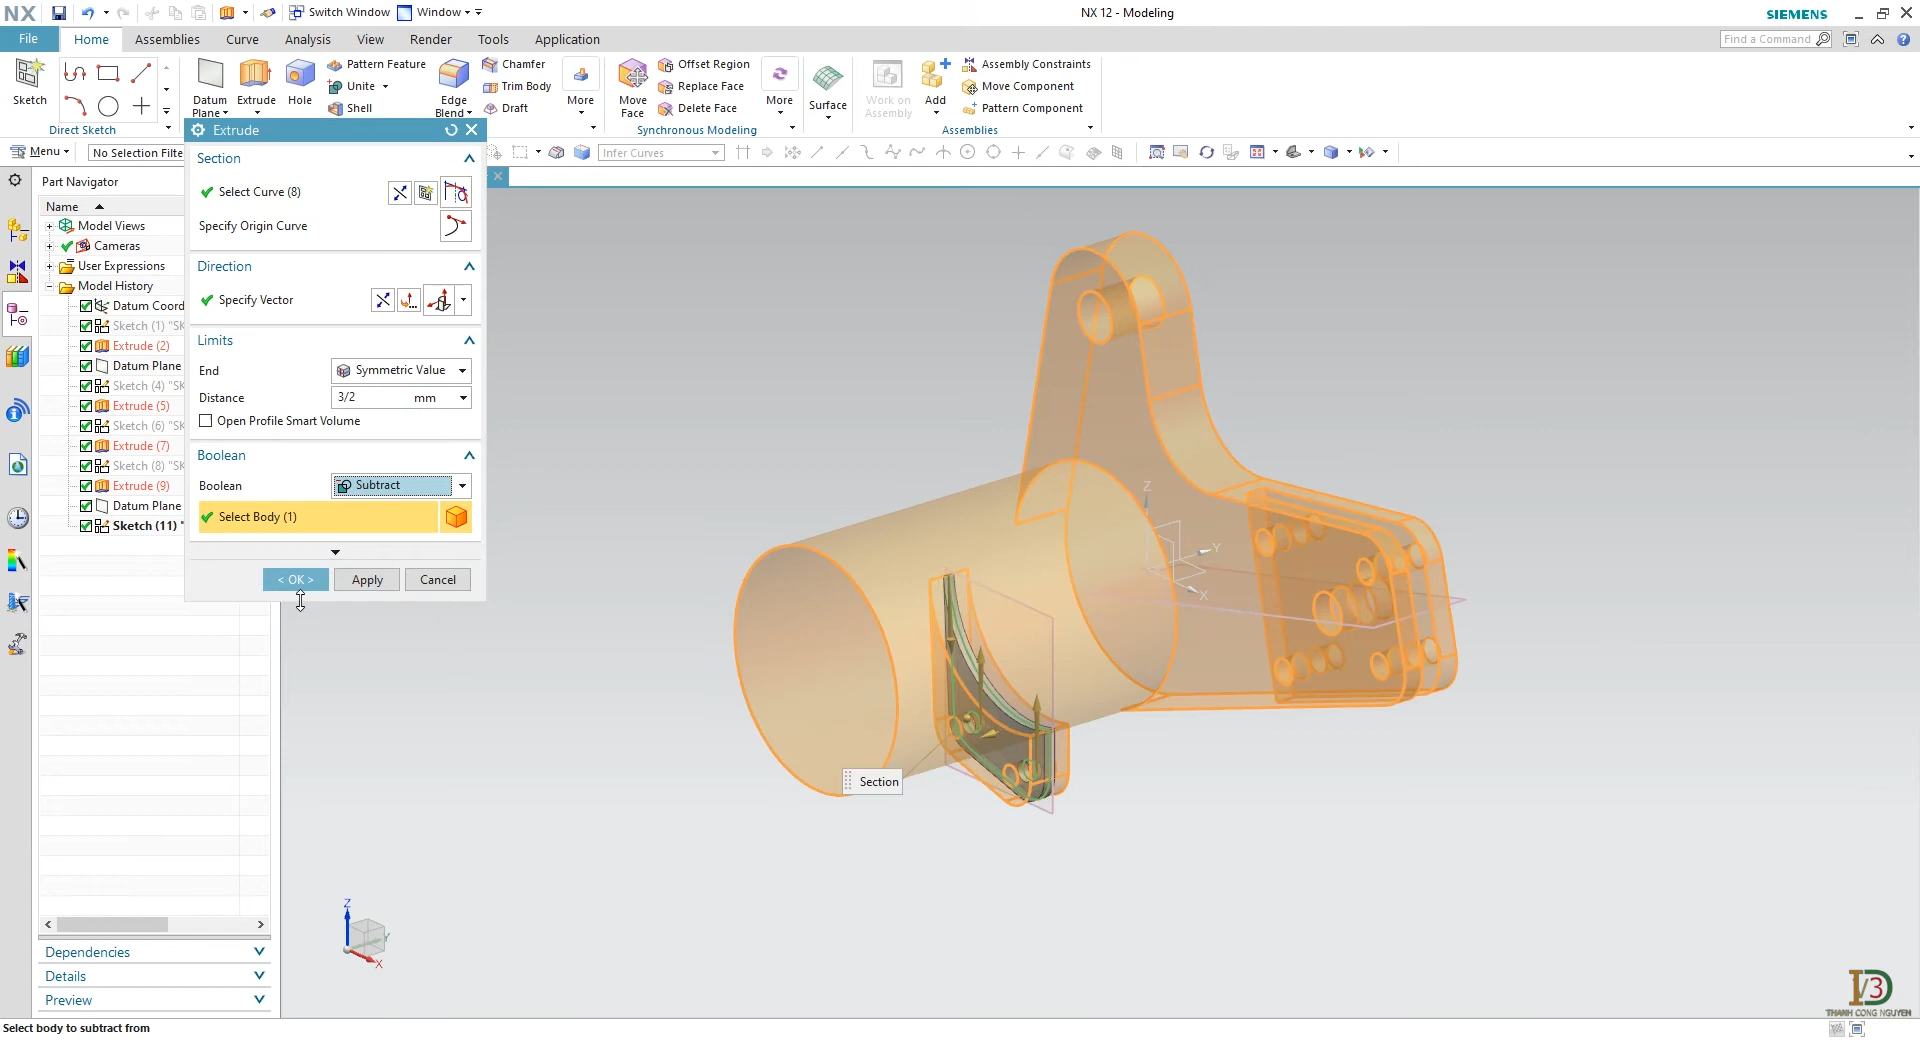 NX
Switch Window
Window
NX 12 - Modeling
SIEMENS
File
Home
Assemblies
Curve
Analysis
View
Render
Tools
Application
Find a Command
Sketch
Direct Sketch
Datum Plane
Extrude
Hole
Pattern Feature
Unite
Shell
Edge Blend
Chamfer
Trim Body
Draft
More
Move Face
Offset Region
Replace Face
Delete Face
More
Synchronous Modeling
Surface
Work on Assembly
Add
Assembly Constraints
Move Component
Pattern Component
Assemblies
Menu
No Selection Filte
Infer Curves
Extrude
Section
Select Curve (8)
Specify Origin Curve
Direction
Specify Vector
Limits
End
Symmetric Value
Distance
3/2 mm
Open Profile Smart Volume
Boolean
Boolean
Subtract
Select Body (1)
< OK >
Apply
Cancel
Part Navigator
Name
Model Views
Cameras
User Expressions
Model History
Datum Coord
Sketch (1) "SK
Extrude (2)
Datum Plane
Sketch (4) "SK
Extrude (5)
Sketch (6) "SK
Extrude (7)
Sketch (8) "SK
Extrude (9)
Datum Plane
Sketch (11) "
Dependencies
Details
Preview
Select body to subtract from
Section
Z
Y
X
Z
Y
X
THANH CONG NGUYEN